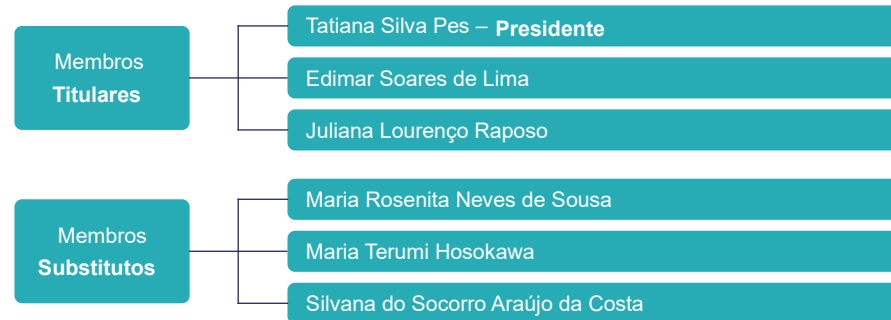 Membros
Titulares
Tatiana Silva Pes – Presidente
Edimar Soares de Lima
Juliana Lourenço Raposo
Membros
Substitutos
Maria Rosenita Neves de Sousa
Maria Terumi Hosokawa
Silvana do Socorro Araújo da Costa